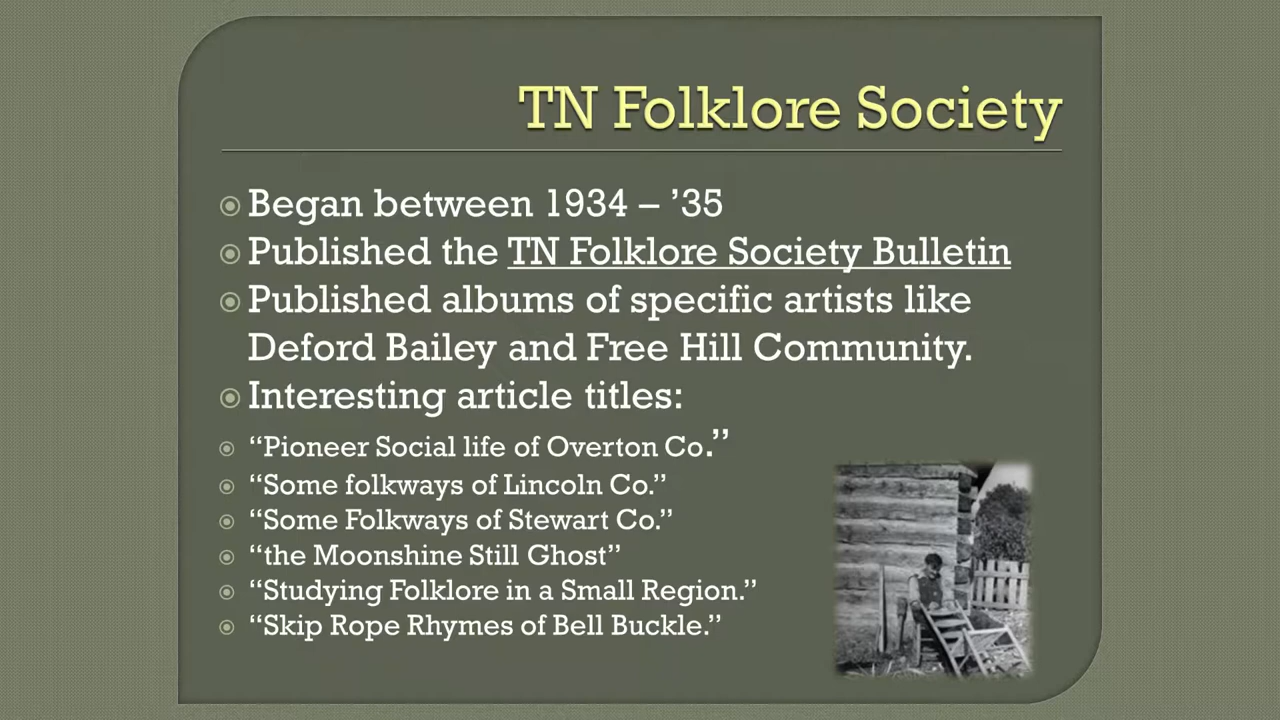 TN Folklore Society
Began between 1934 – ’35
Published the TN Folklore Society Bulletin
Published albums of specific artists like
Deford Bailey and Free Hill Community.
Interesting article titles:
“Pioneer Social life of Overton Co.”
“Some folkways of Lincoln Co.”
“Some Folkways of Stewart Co.”
“the Moonshine Still Ghost”
“Studying Folklore in a Small Region.”
“Skip Rope Rhymes of Bell Buckle.”